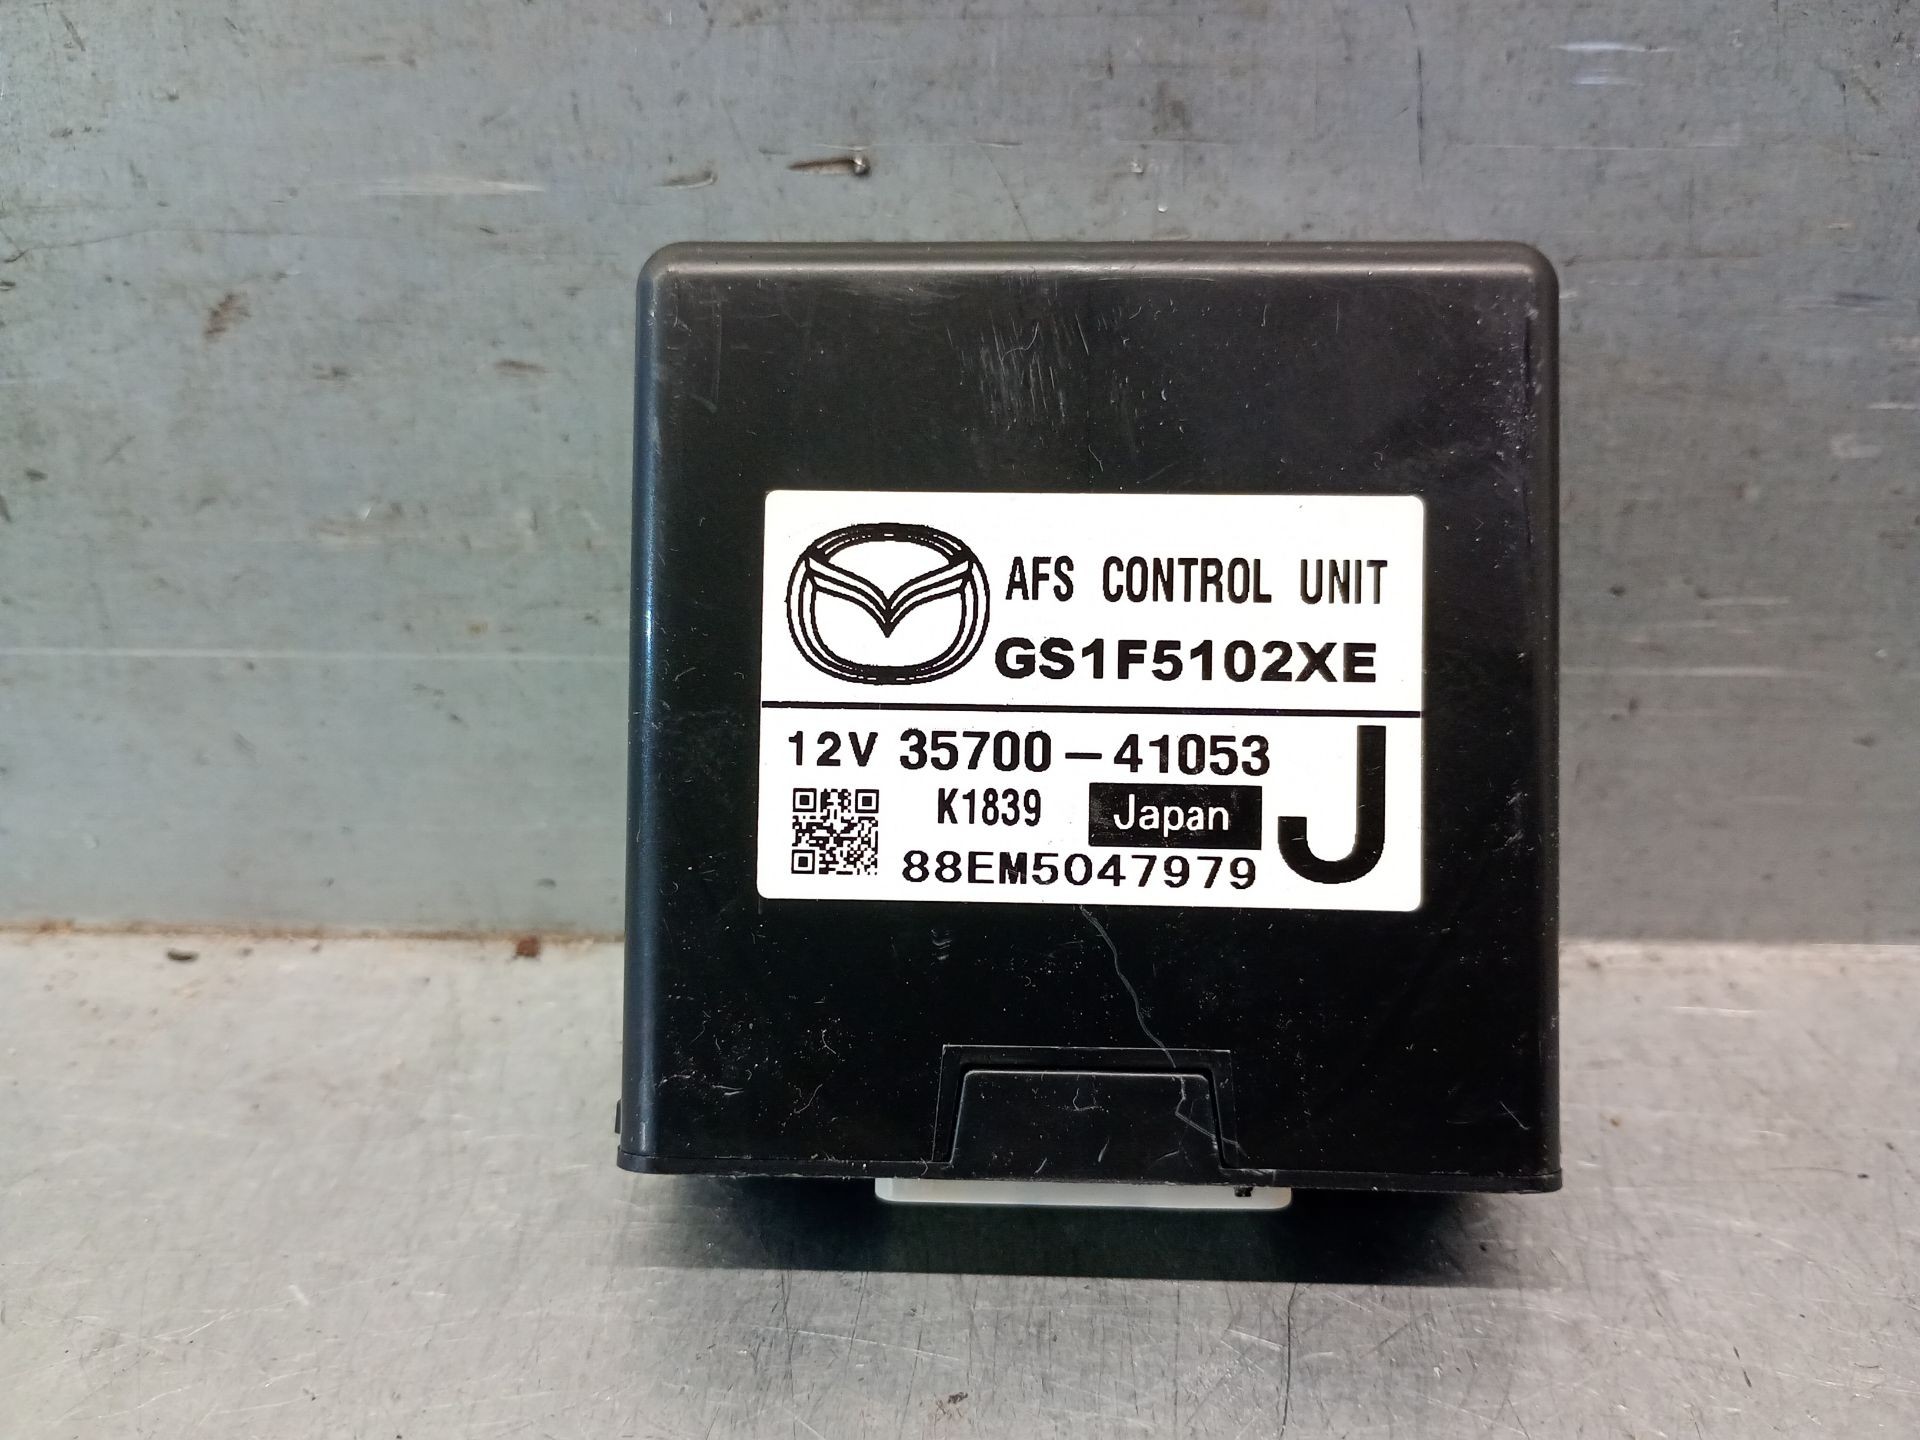 AFS CONTROL UNIT
GS1F5102XE
12V 35700-41053
K1839 Japan J
88EM5047979